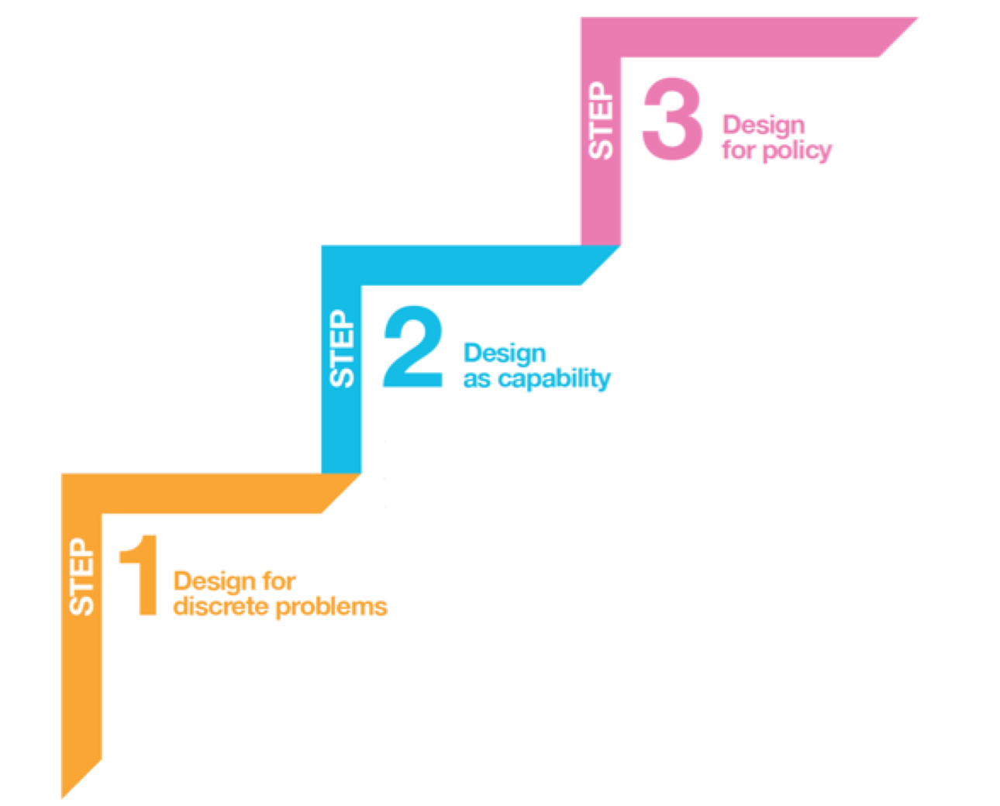 STEP
3
Design
for policy
STEP
2
Design
as capability
STEP
1
Design for
discrete problems